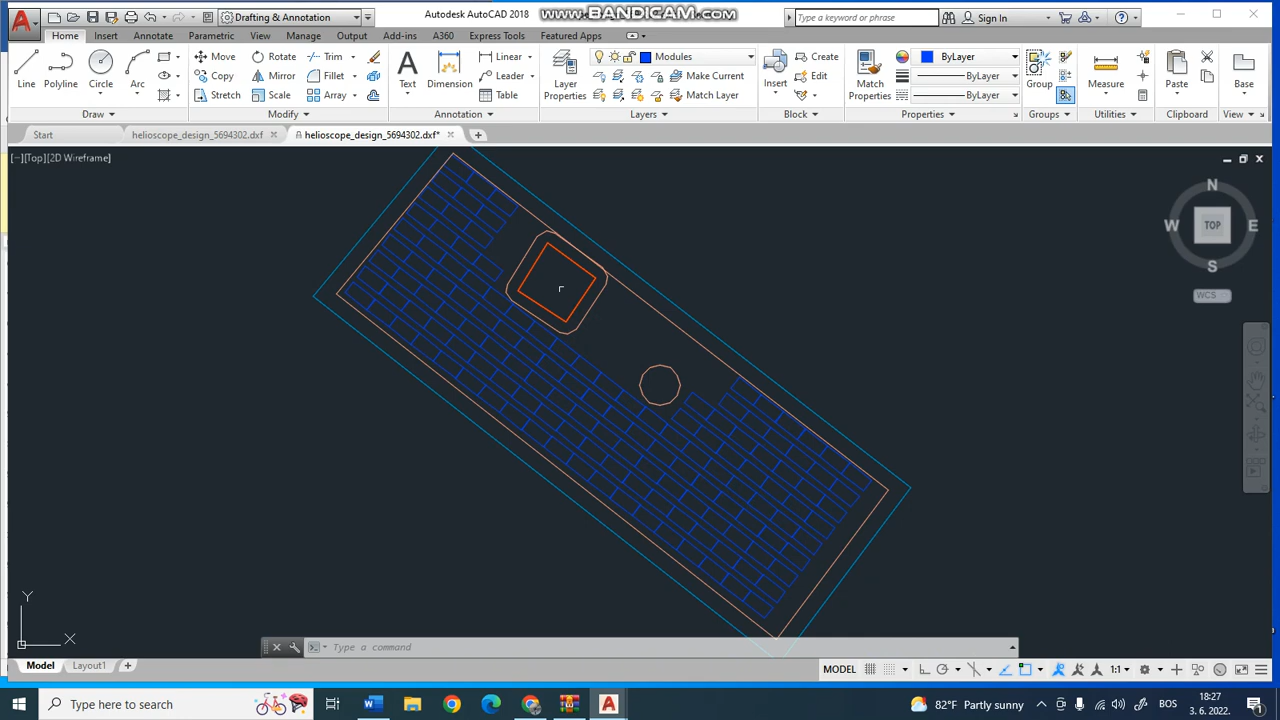 Drafting & Annotation
Autodesk AutoCAD 2018
www.BANDICAM.com
Type a keyword or phrase
Sign In
Home Insert Annotate Parametric View Manage Output Add-ins A360 Express Tools Featured Apps
Line Polyline Circle Arc
Move Rotate Trim
Copy Mirror Fillet
Stretch Scale Array
Text Dimension
Linear
Leader
Table
Layer Properties
Modules
Make Current
Match Layer
Insert
Create
Edit
Match Properties
ByLayer
ByLayer
ByLayer
Group
Measure
Paste
Base
Draw Modify Annotation Layers Block Properties Groups Utilities Clipboard View
Start helioscope_design_5694302.dxf helioscope_design_5694302.dxf*
[−][Top][2D Wireframe]
N
W TOP E
S
WCS
Y
X
Type a command
Model Layout1
MODEL 1:1
Type here to search
82°F Partly sunny
BOS
18:27
3. 6. 2022.
1